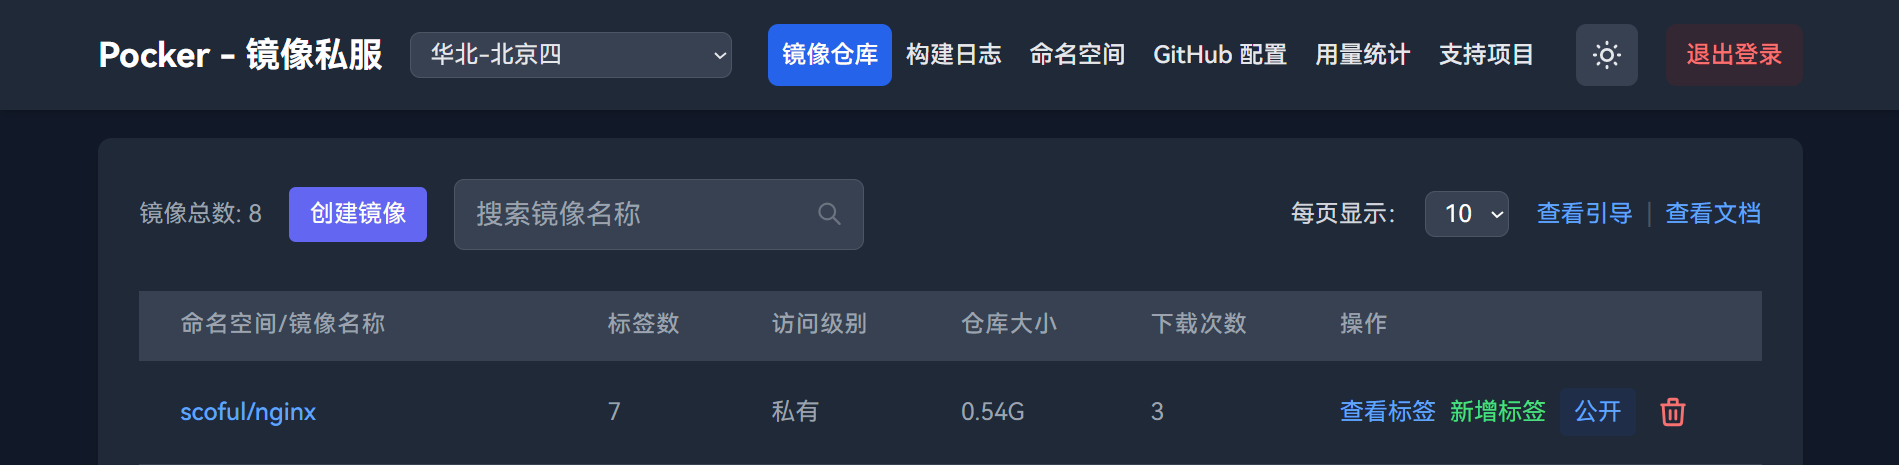 Pocker - 镜像私服 华北-北京四 镜像仓库 构建日志 命名空间 GitHub 配置 用量统计 支持项目 退出登录
镜像总数: 8 创建镜像 搜索镜像名称 每页显示： 10 查看引导 | 查看文档
命名空间/镜像名称 标签数 访问级别 仓库大小 下载次数 操作
scoful/nginx 7 私有 0.54G 3 查看标签 新增标签 公开